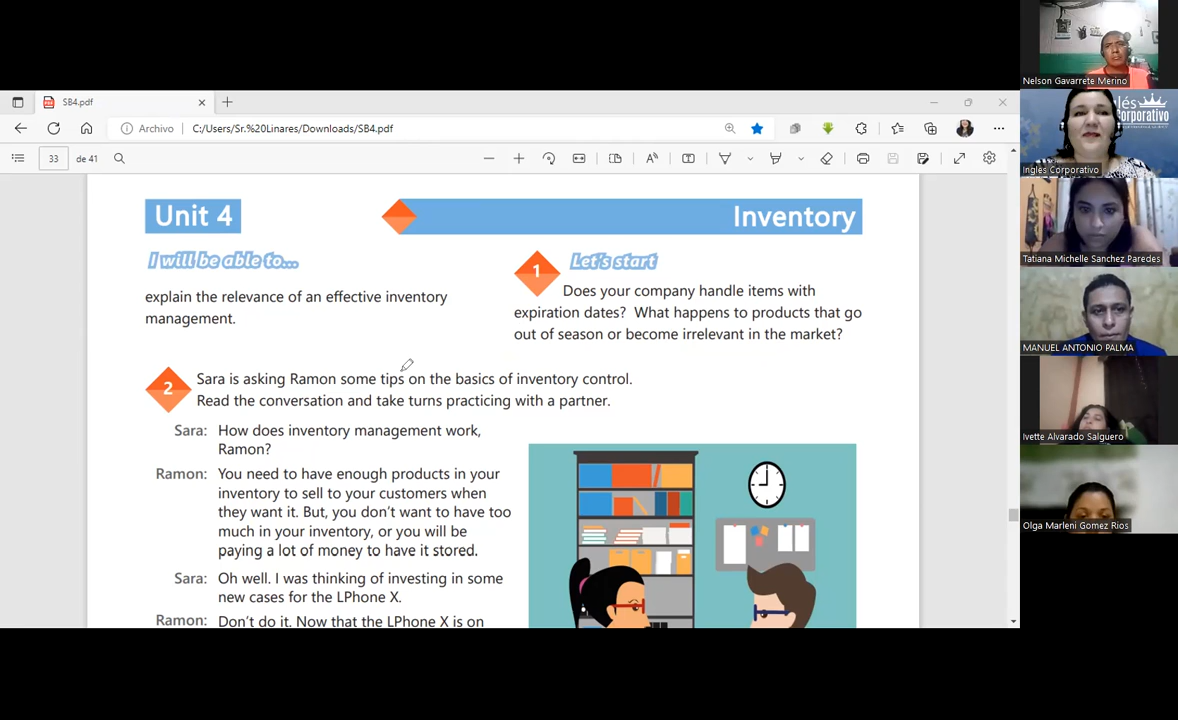 SB4.pdf
Archivo
C:/Users/Sr.%20Linares/Downloads/SB4.pdf
33
de 41
Unit 4
Inventory
I will be able to...
explain the relevance of an effective inventory
management.
1
Let's start
Does your company handle items with
expiration dates? What happens to products that go
out of season or become irrelevant in the market?
2
Sara is asking Ramon some tips on the basics of inventory control.
Read the conversation and take turns practicing with a partner.
Sara: How does inventory management work,
Ramon?
Ramon: You need to have enough products in your
inventory to sell to your customers when
they want it. But, you don't want to have too
much in your inventory, or you will be
paying a lot of money to have it stored.
Sara: Oh well. I was thinking of investing in some
new cases for the LPhone X.
Ramon: Don't do it. Now that the LPhone X is on
Nelson Gavarrete Merino
Inglés Corporativo
Tatiana Michelle Sanchez Paredes
MANUEL ANTONIO PALMA
Ivette Alvarado Salguero
Olga Marleni Gomez Rios